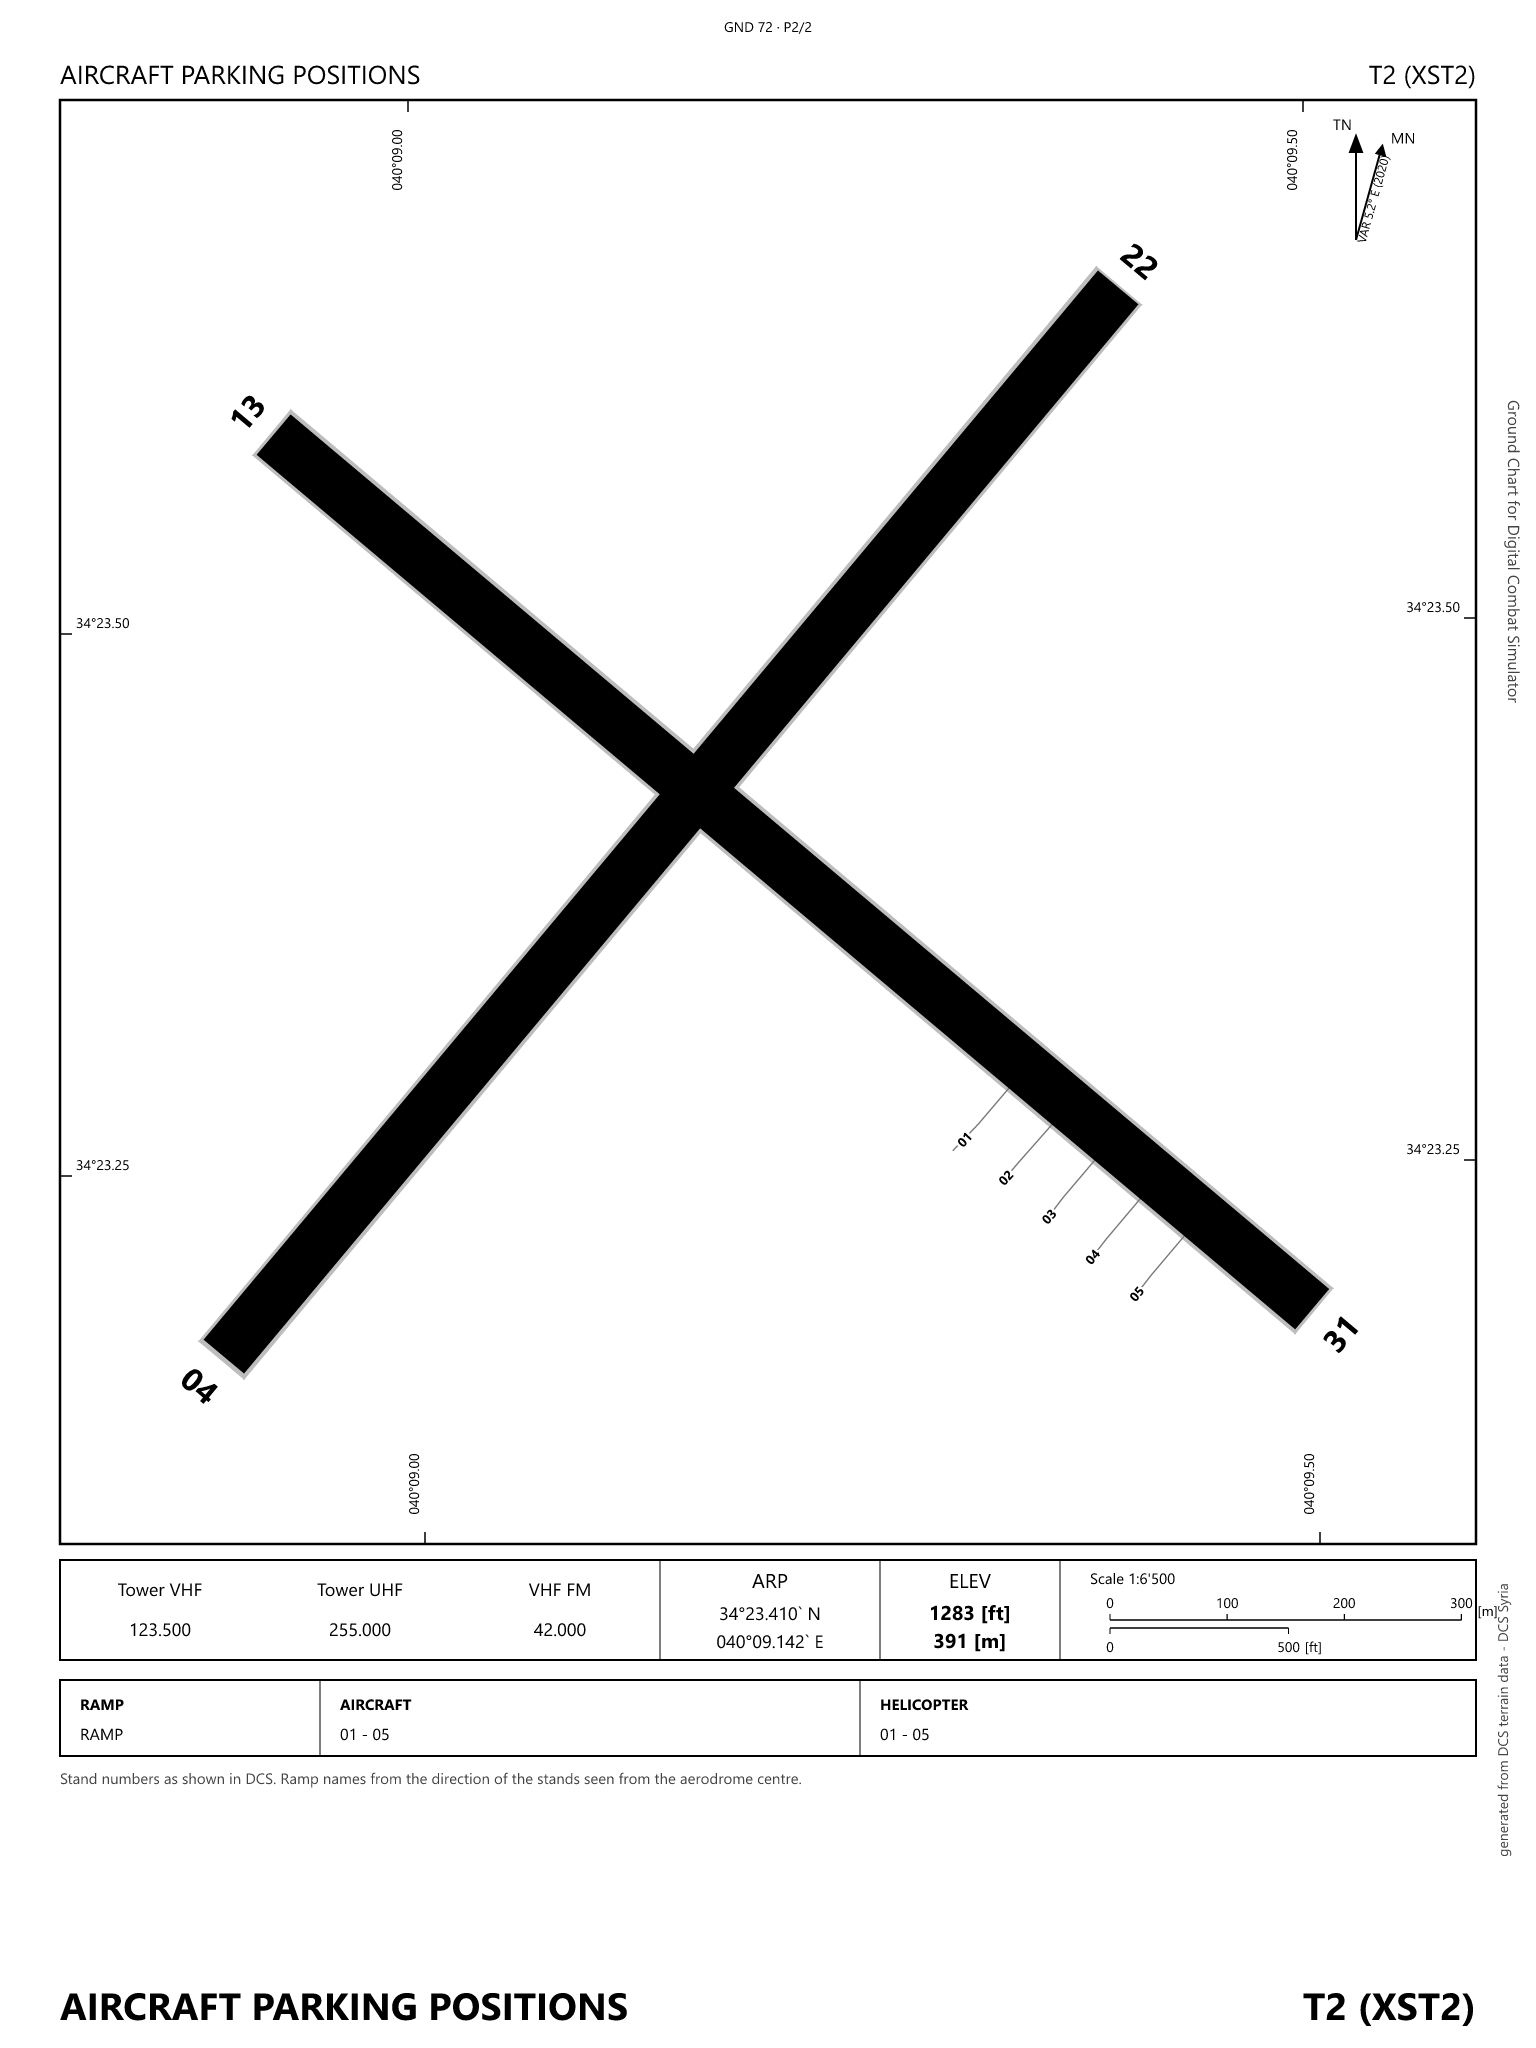 GND 72 · P2/2
AIRCRAFT PARKING POSITIONS
T2 (XST2)
040°09.00
040°09.50
TN
MN
VAR 5.2° E (2020)
22
13
34°23.50
34°23.50
01
02
03
04
05
34°23.25
34°23.25
31
04
040°09.00
040°09.50
Ground Chart for Digital Combat Simulator
Tower VHF
123.500
Tower UHF
255.000
VHF FM
42.000
ARP
34°23.410` N
040°09.142` E
ELEV
1283 [ft]
391 [m]
Scale 1:6'500
0 100 200 300 [m]
0 500 [ft]
RAMP AIRCRAFT HELICOPTER
RAMP 01 - 05 01 - 05
Stand numbers as shown in DCS. Ramp names from the direction of the stands seen from the aerodrome centre.
generated from DCS terrain data - DCS Syria
AIRCRAFT PARKING POSITIONS
T2 (XST2)